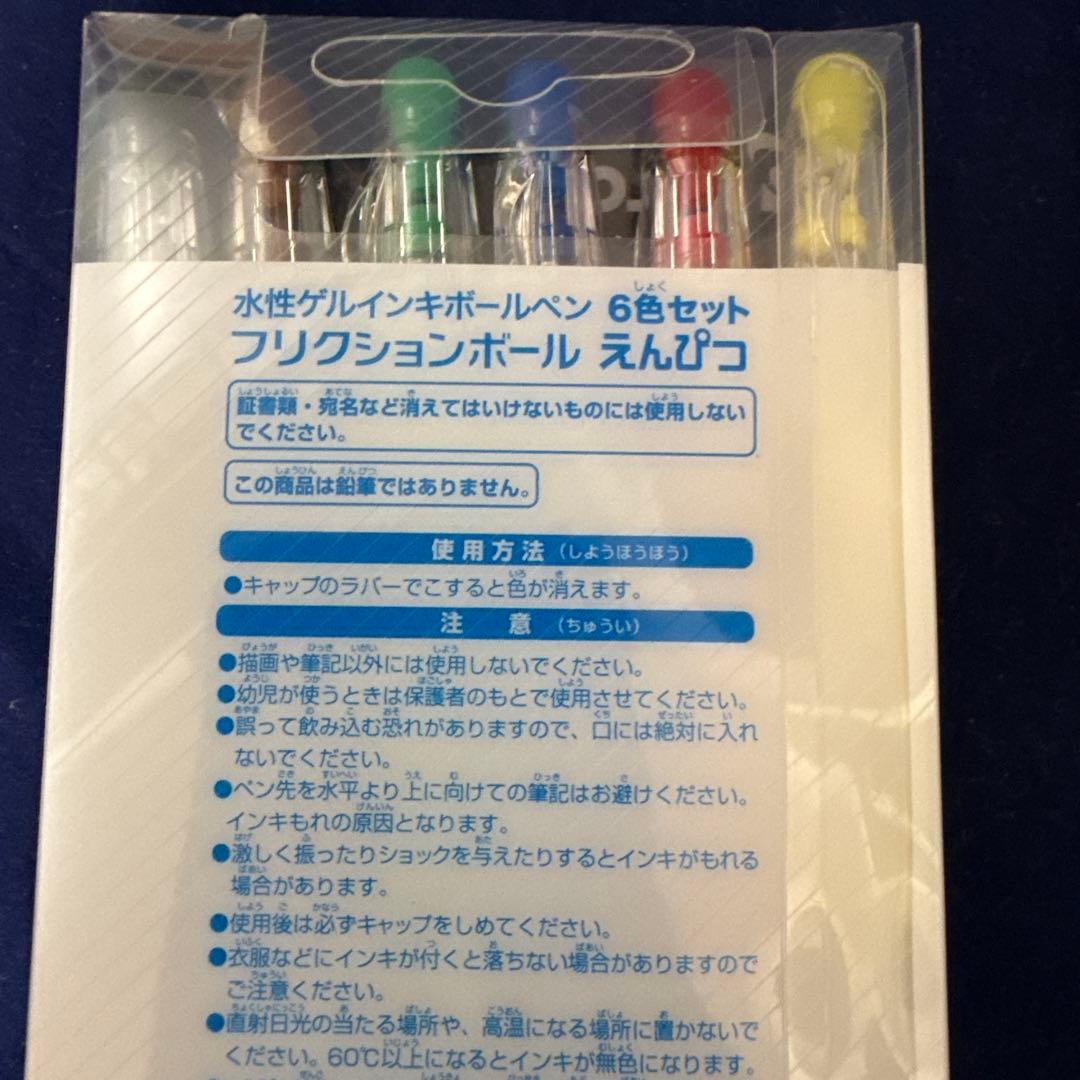 水性ゲルインキボールペン 6色セット
フリクションボール えんぴつ
証書類・宛名など消えてはいけないものには使用しない
でください。
この商品は鉛筆ではありません。
使用方法（しようほうほう）
●キャップのラバーでこすると色が消えます。
注 意（ちゅうい）
●描画や筆記以外には使用しないでください。
●幼児が使うときは保護者のもとで使用させてください。
●誤って飲み込む恐れがありますので、口には絶対に入れ
ないでください。
●ペン先を水平より上に向けての筆記はお避けください。
インキもれの原因となります。
●激しく振ったりショックを与えたりするとインキがもれる
場合があります。
●使用後は必ずキャップをしめてください。
●衣服などにインキが付くと落ちない場合がありますので
ご注意ください。
●直射日光の当たる場所や、高温になる場所に置かないで
ください。60℃以上になるとインキが無色になります。